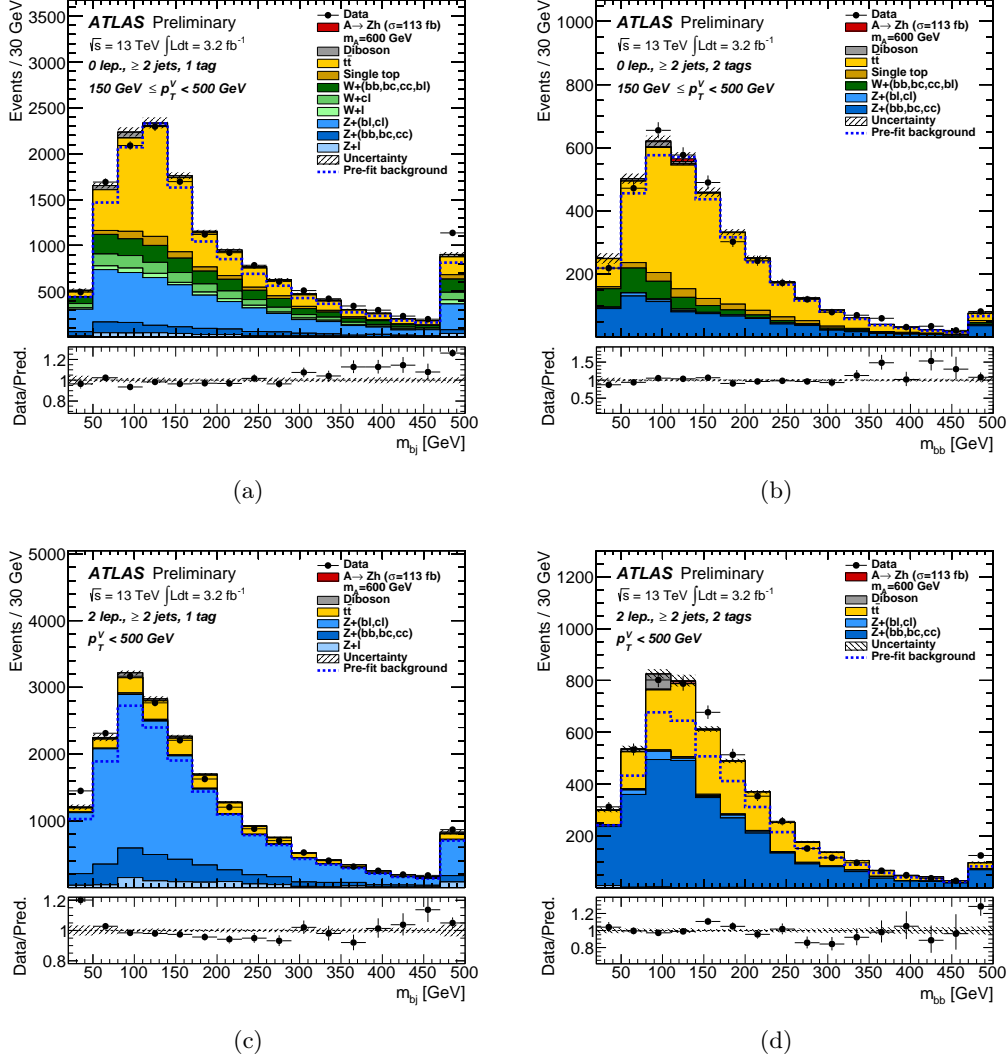 ATLAS Preliminary
√s = 13 TeV ∫Ldt = 3.2 fb⁻¹
0 lep., ≥ 2 jets, 1 tag
150 GeV ≤ p_T^V < 500 GeV
Data
A→ Zh (σ=113 fb)
m_A=600 GeV
Diboson
tt̄
Single top
W+(bb,bc,cc,bl)
W+cl
W+l
Z+(bl,cl)
Z+(bb,bc,cc)
Z+l
Uncertainty
Pre-fit background
Events / 30 GeV
3500
3000
2500
2000
1500
1000
500
Data/Pred.
1.2
1
0.8
50 100 150 200 250 300 350 400 450 500
m_bj [GeV]
(a)
ATLAS Preliminary
√s = 13 TeV ∫Ldt = 3.2 fb⁻¹
0 lep., ≥ 2 jets, 2 tags
150 GeV ≤ p_T^V < 500 GeV
Data
A→ Zh (σ=113 fb)
m_A=600 GeV
Diboson
tt̄
Single top
W+(bb,bc,cc,bl)
Z+(bl,cl)
Z+(bb,bc,cc)
Uncertainty
Pre-fit background
Events / 30 GeV
1000
800
600
400
200
Data/Pred.
1.5
1
0.5
50 100 150 200 250 300 350 400 450 500
m_bb [GeV]
(b)
ATLAS Preliminary
√s = 13 TeV ∫Ldt = 3.2 fb⁻¹
2 lep., ≥ 2 jets, 1 tag
p_T^V < 500 GeV
Data
A→ Zh (σ=113 fb)
m_A=600 GeV
Diboson
tt̄
Z+(bl,cl)
Z+(bb,bc,cc)
Z+l
Uncertainty
Pre-fit background
Events / 30 GeV
5000
4000
3000
2000
1000
Data/Pred.
1.2
1
0.8
50 100 150 200 250 300 350 400 450 500
m_bj [GeV]
(c)
ATLAS Preliminary
√s = 13 TeV ∫Ldt = 3.2 fb⁻¹
2 lep., ≥ 2 jets, 2 tags
p_T^V < 500 GeV
Data
A→ Zh (σ=113 fb)
m_A=600 GeV
Diboson
tt̄
Z+(bl,cl)
Z+(bb,bc,cc)
Uncertainty
Pre-fit background
Events / 30 GeV
1200
1000
800
600
400
200
Data/Pred.
1.2
1
0.8
50 100 150 200 250 300 350 400 450 500
m_bb [GeV]
(d)